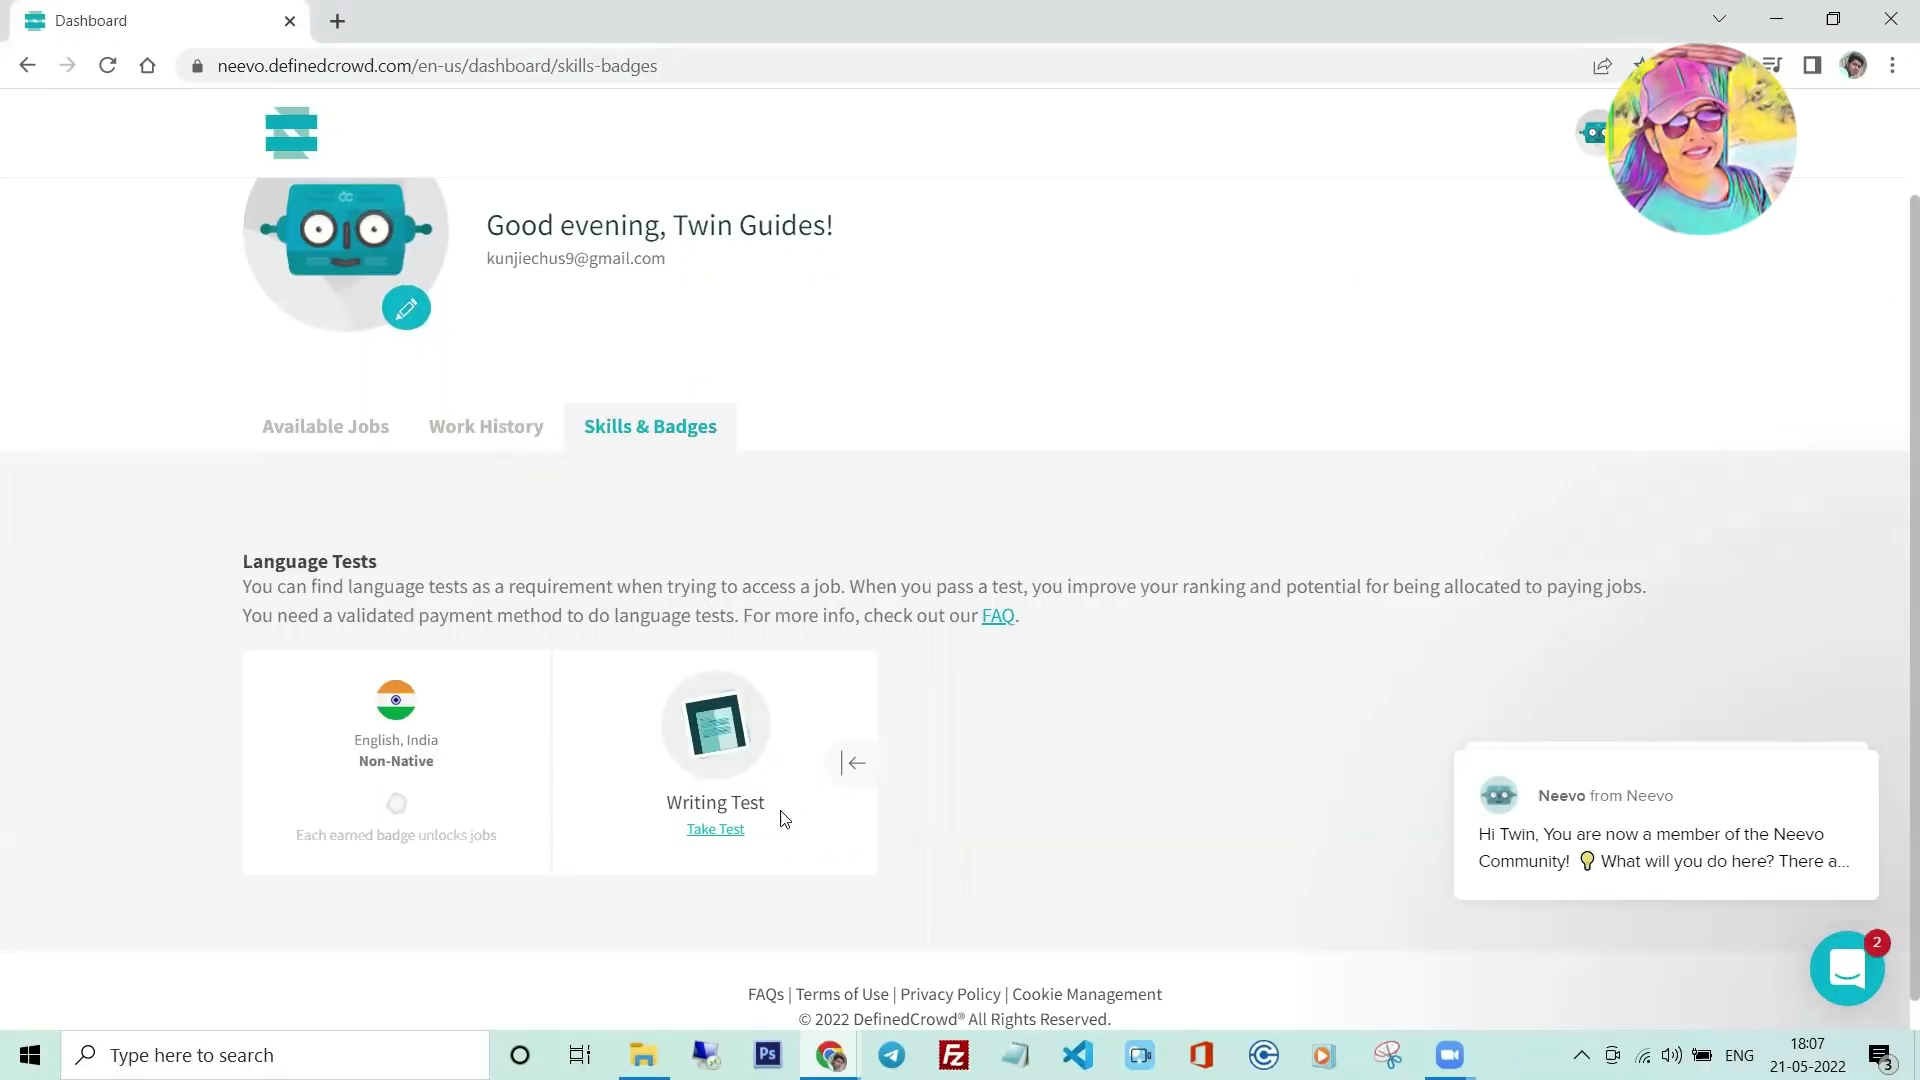 Dashboard
neevo.definedcrowd.com/en-us/dashboard/skills-badges
Good evening, Twin Guides!
kunjiechus9@gmail.com
Available Jobs
Work History
Skills & Badges
Language Tests
You can find language tests as a requirement when trying to access a job. When you pass a test, you improve your ranking and potential for being allocated to paying jobs.
You need a validated payment method to do language tests. For more info, check out our FAQ.
English, India
Non-Native
Each earned badge unlocks jobs
Writing Test
Take Test
Neevo from Neevo
Hi Twin, You are now a member of the Neevo
Community! 💡 What will you do here? There a...
2
FAQs | Terms of Use | Privacy Policy | Cookie Management
© 2022 DefinedCrowd® All Rights Reserved.
Type here to search
Ps
Fz
ENG
18:07
21-05-2022
3